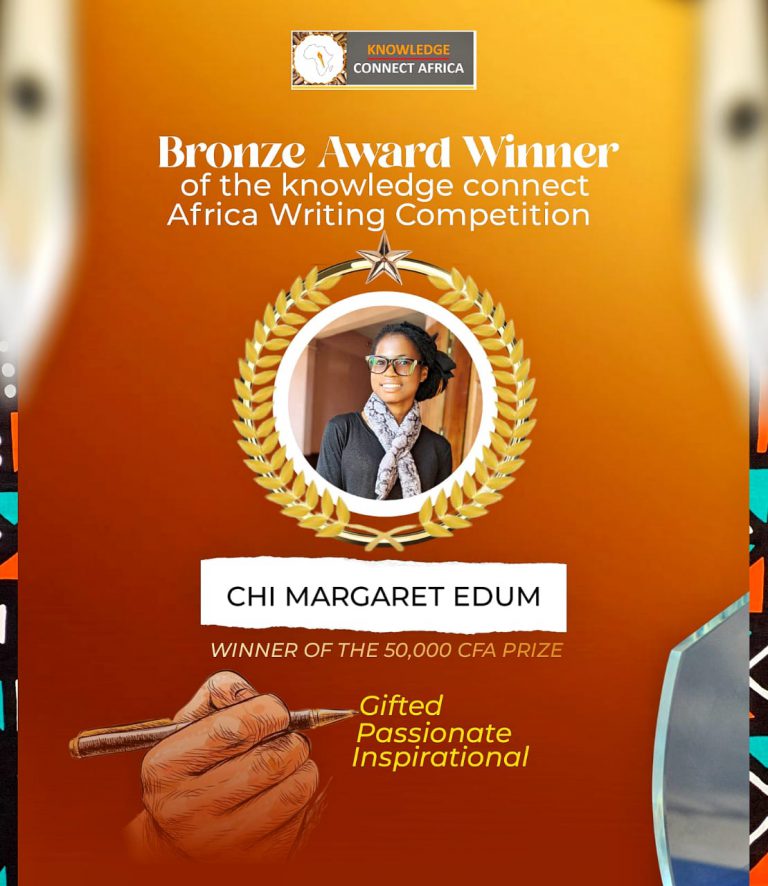 KNOWLEDGE
CONNECT AFRICA
Bronze Award Winner
of the knowledge connect
Africa Writing Competition
CHI MARGARET EDUM
WINNER OF THE 50,000 CFA PRIZE
Gifted
Passionate
Inspirational